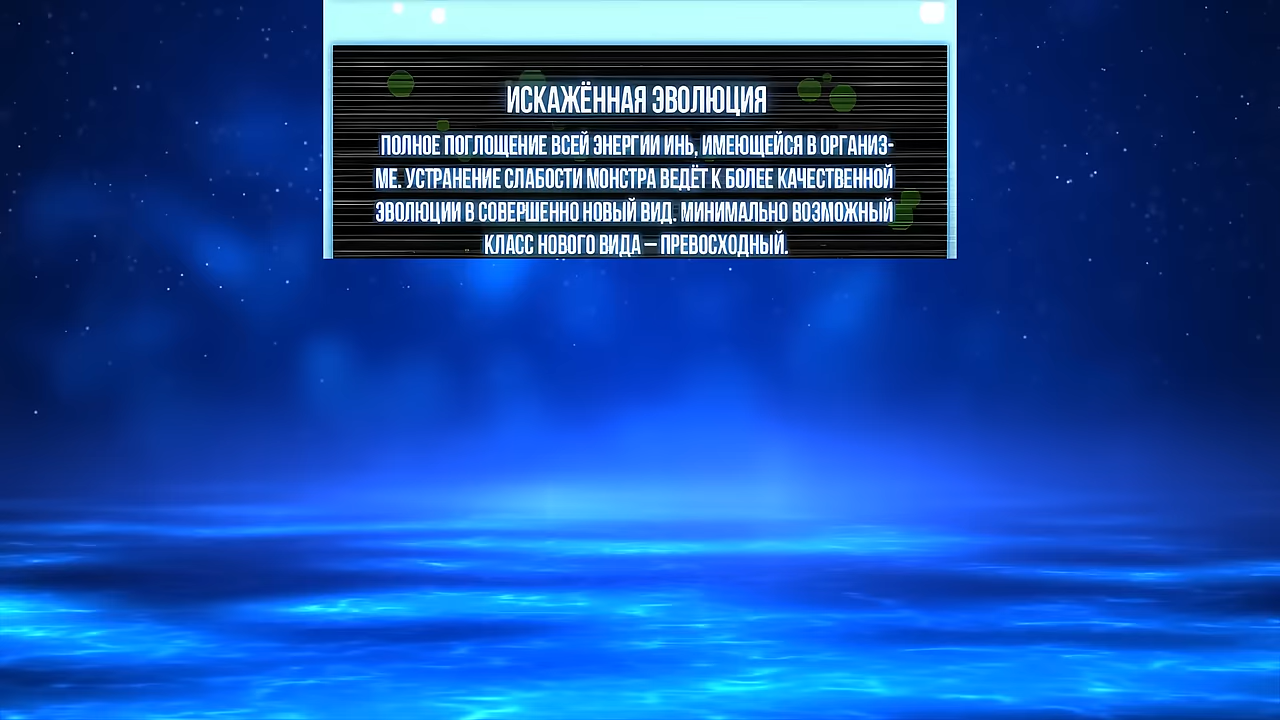 ИСКАЖЁННАЯ ЭВОЛЮЦИЯ
ПОЛНОЕ ПОГЛОЩЕНИЕ ВСЕЙ ЭНЕРГИИ ИНЬ, ИМЕЮЩЕЙСЯ В ОРГАНИЗ-
МЕ. УСТРАНЕНИЕ СЛАБОСТИ МОНСТРА ВЕДЁТ К БОЛЕЕ КАЧЕСТВЕННОЙ
ЭВОЛЮЦИИ В СОВЕРШЕННО НОВЫЙ ВИД. МИНИМАЛЬНО ВОЗМОЖНЫЙ
КЛАСС НОВОГО ВИДА – ПРЕВОСХОДНЫЙ.